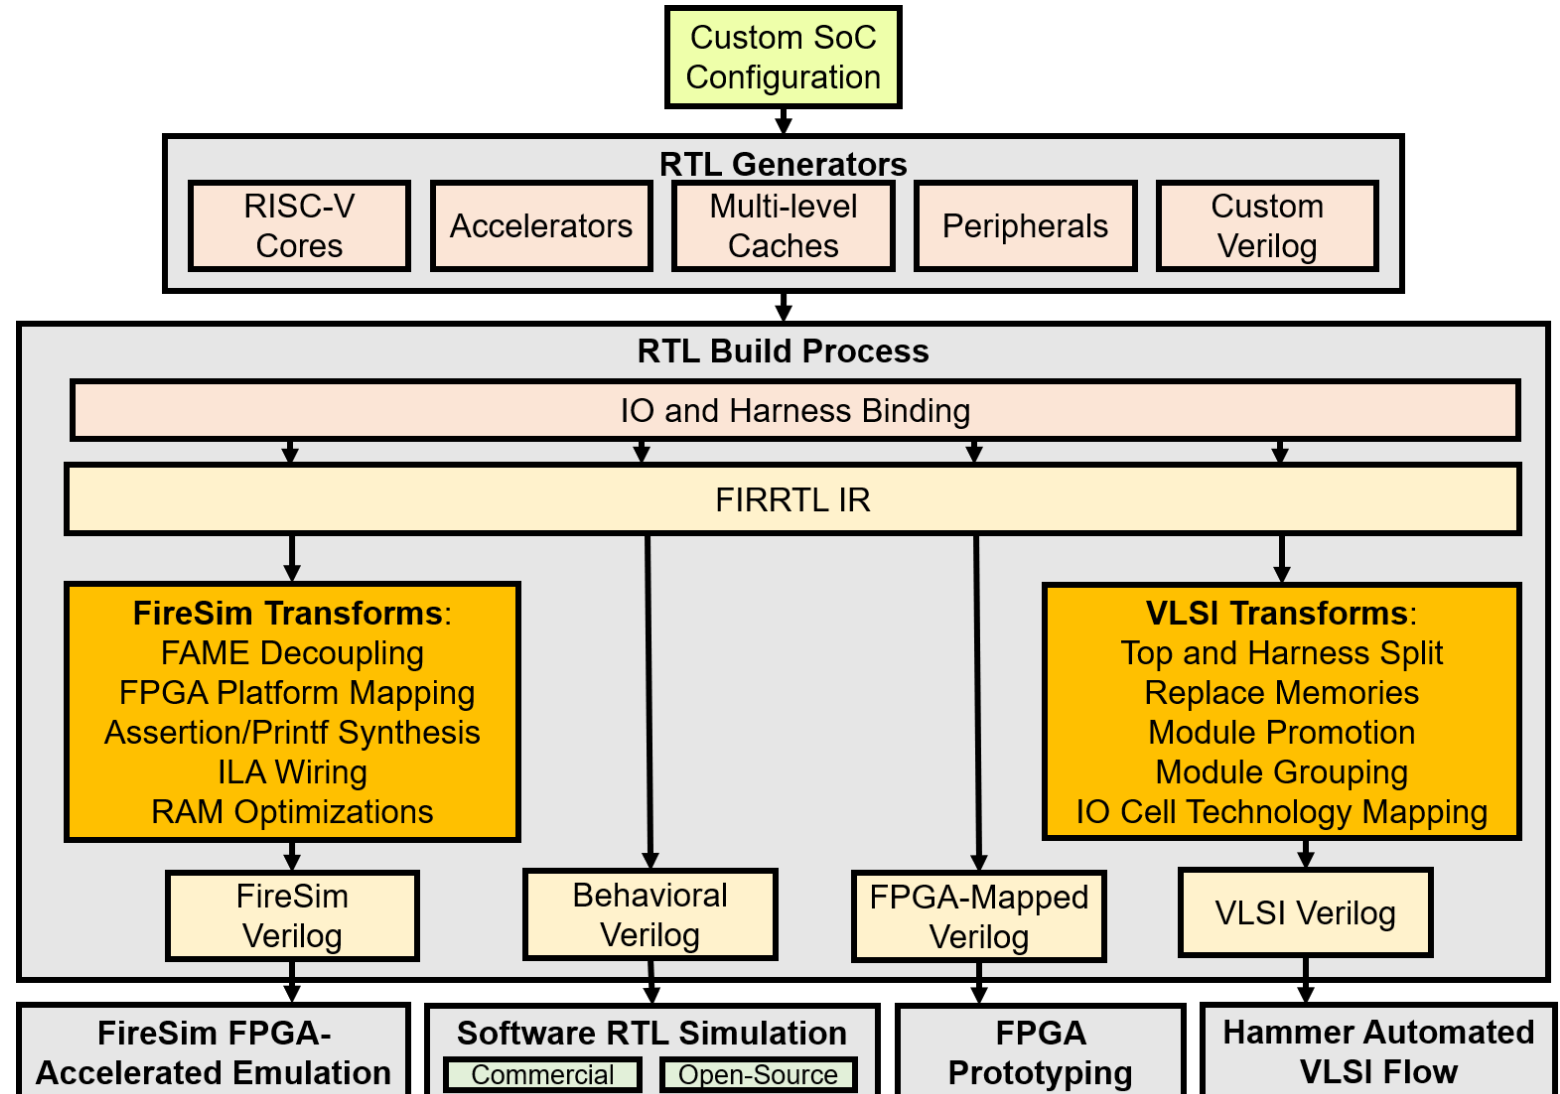 Custom SoC
Configuration
RTL Generators
RISC-V
Cores
Accelerators
Multi-level
Caches
Peripherals
Custom
Verilog
RTL Build Process
IO and Harness Binding
FIRRTL IR
FireSim Transforms:
FAME Decoupling
FPGA Platform Mapping
Assertion/Printf Synthesis
ILA Wiring
RAM Optimizations
VLSI Transforms:
Top and Harness Split
Replace Memories
Module Promotion
Module Grouping
IO Cell Technology Mapping
FireSim
Verilog
Behavioral
Verilog
FPGA-Mapped
Verilog
VLSI Verilog
FireSim FPGA-
Accelerated Emulation
Software RTL Simulation
Commercial
Open-Source
FPGA
Prototyping
Hammer Automated
VLSI Flow